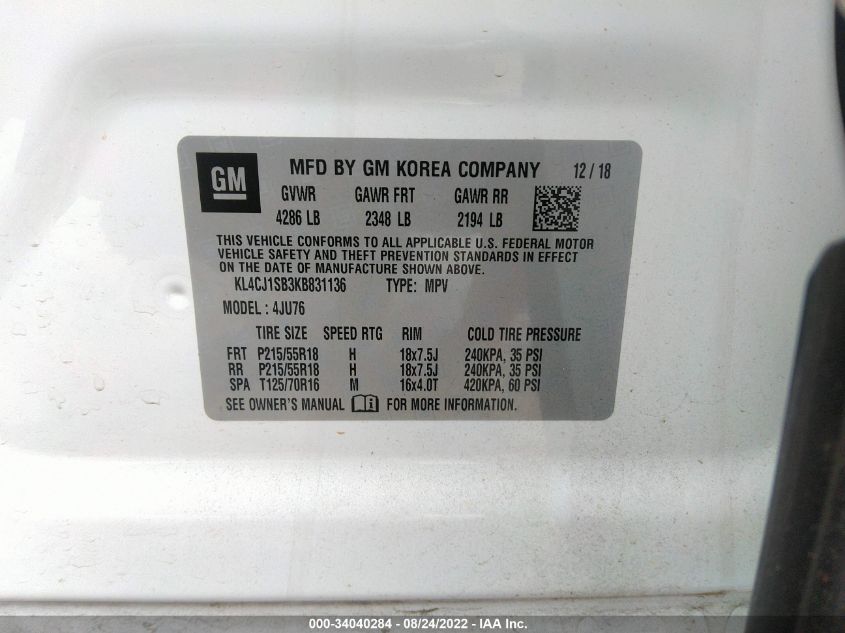 GM
MFD BY GM KOREA COMPANY 12/18
GVWR GAWR FRT GAWR RR
4286 LB 2348 LB 2194 LB
THIS VEHICLE CONFORMS TO ALL APPLICABLE U.S. FEDERAL MOTOR
VEHICLE SAFETY AND THEFT PREVENTION STANDARDS IN EFFECT
ON THE DATE OF MANUFACTURE SHOWN ABOVE.
KL4CJ1SB3KB831136 TYPE: MPV
MODEL: 4JU76
TIRE SIZE SPEED RTG RIM COLD TIRE PRESSURE
FRT P215/55R18 H 18x7.5J 240KPA, 35 PSI
RR P215/55R18 H 18x7.5J 240KPA, 35 PSI
SPA T125/70R16 M 16x4.0T 420KPA, 60 PSI
SEE OWNER'S MANUAL i FOR MORE INFORMATION.
000-34040284 - 08/24/2022 - IAA Inc.